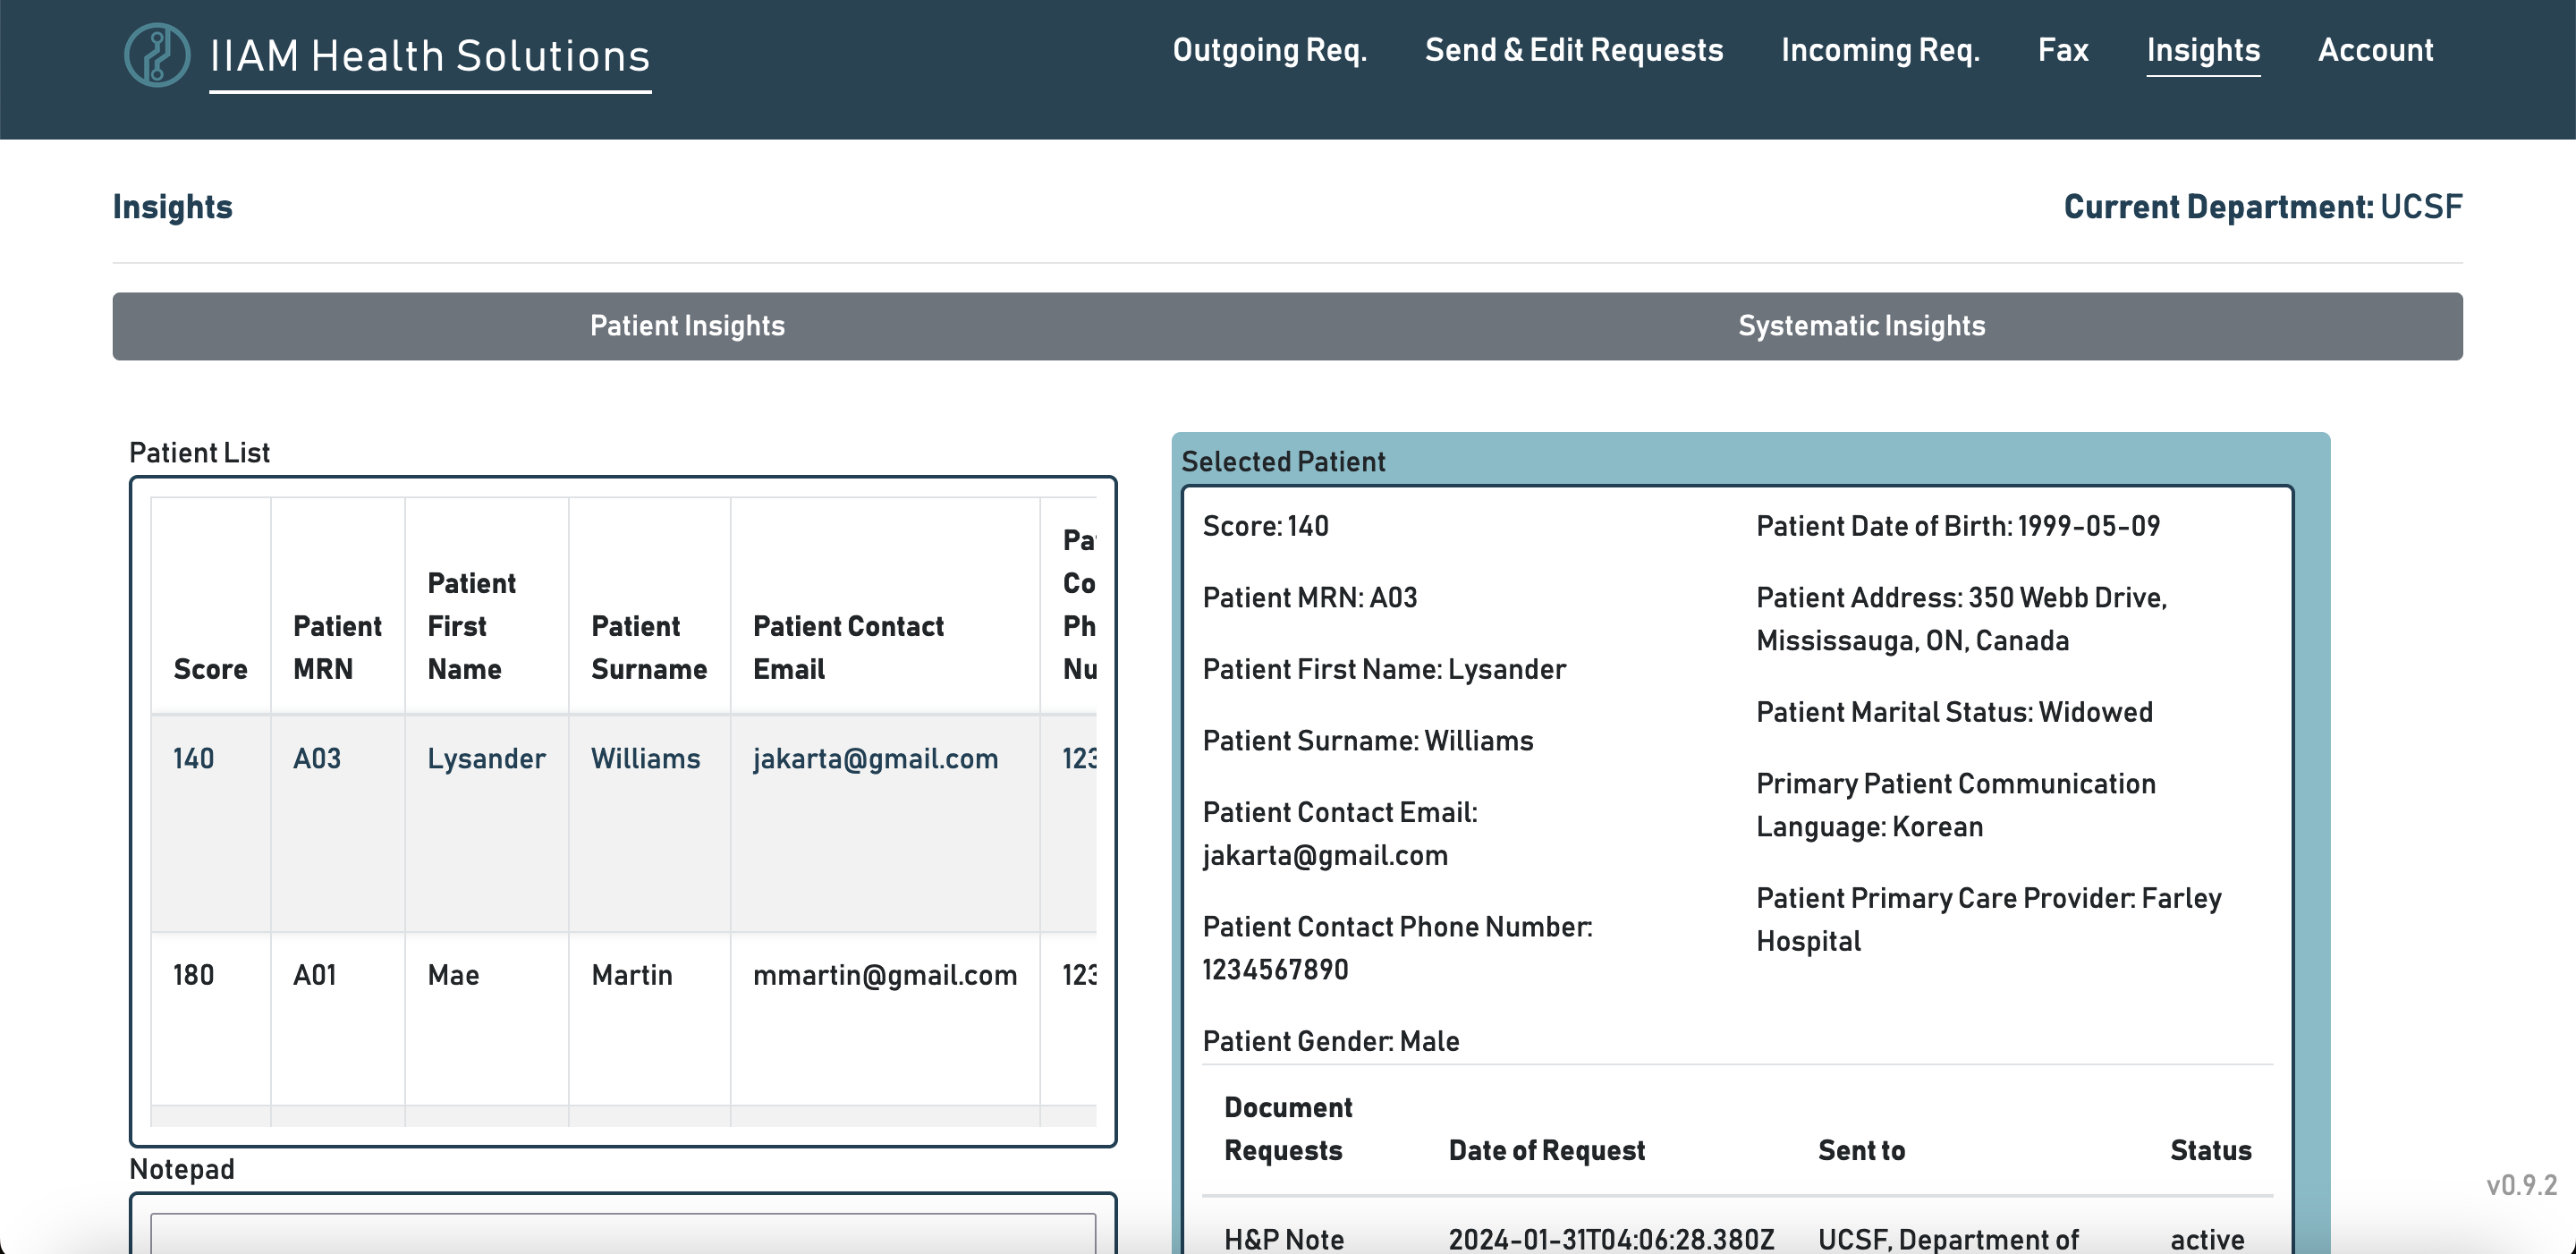 IIAM Health Solutions
Outgoing Req.
Send & Edit Requests
Incoming Req.
Fax
Insights
Account
Insights
Current Department: UCSF
Patient Insights
Systematic Insights
Patient List
Score
Patient
MRN
Patient
First
Name
Patient
Surname
Patient Contact
Email
Pa
Co
Ph
Nu
140 A03 Lysander Williams jakarta@gmail.com 123
180 A01 Mae Martin mmartin@gmail.com 123
Notepad
Selected Patient
Score: 140
Patient MRN: A03
Patient First Name: Lysander
Patient Surname: Williams
Patient Contact Email:
jakarta@gmail.com
Patient Contact Phone Number:
1234567890
Patient Gender: Male
Patient Date of Birth: 1999-05-09
Patient Address: 350 Webb Drive,
Mississauga, ON, Canada
Patient Marital Status: Widowed
Primary Patient Communication
Language: Korean
Patient Primary Care Provider: Farley
Hospital
Document
Requests
Date of Request
Sent to
Status
H&P Note 2024-01-31T04:06:28.380Z UCSF, Department of active
v0.9.2